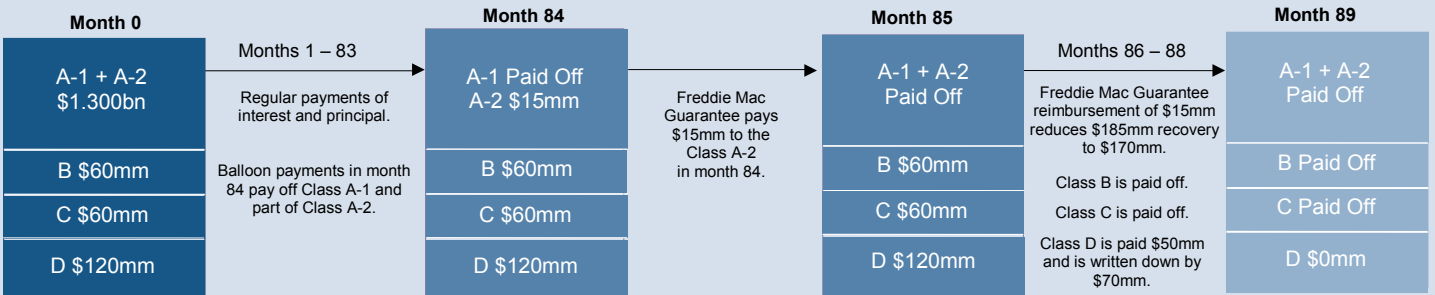 Month 0
A-1 + A-2
$1.300bn
B $60mm
C $60mm
D $120mm
Months 1 – 83
Regular payments of
interest and principal.
Balloon payments in month
84 pay off Class A-1 and
part of Class A-2.
Month 84
A-1 Paid Off
A-2 $15mm
B $60mm
C $60mm
D $120mm
Freddie Mac
Guarantee pays
$15mm to the
Class A-2
in month 84.
Month 85
A-1 + A-2
Paid Off
B $60mm
C $60mm
D $120mm
Months 86 – 88
Freddie Mac Guarantee
reimbursement of $15mm
reduces $185mm recovery
to $170mm.
Class B is paid off.
Class C is paid off.
Class D is paid $50mm
and is written down by
$70mm.
Month 89
A-1 + A-2
Paid Off
B Paid Off
C Paid Off
D $0mm